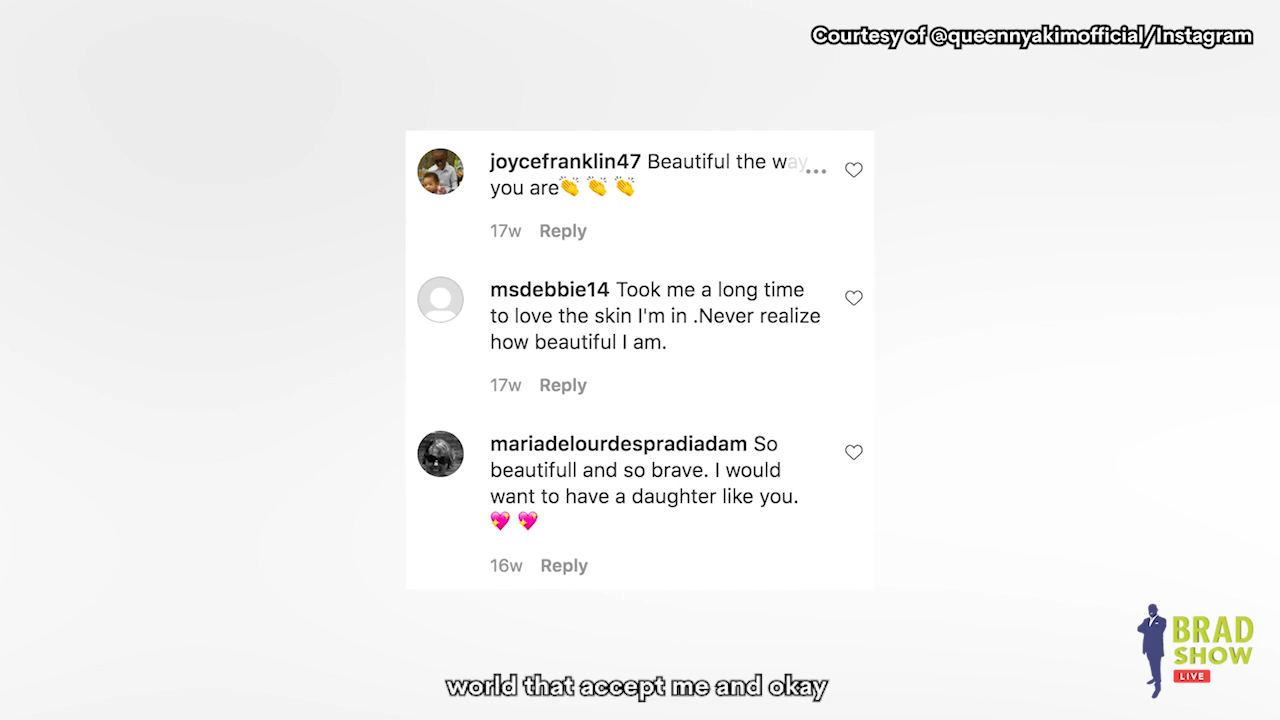 Courtesy of @queennyakimofficial/Instagram
joycefranklin47 Beautiful the way...
you are👏👏👏
17w Reply
msdebbie14 Took me a long time
to love the skin I'm in .Never realize
how beautiful I am.
17w Reply
mariadelourdespradiadam So
beautifull and so brave. I would
want to have a daughter like you.
💖💖
16w Reply
BRAD
SHOW
LIVE
world that accept me and okay